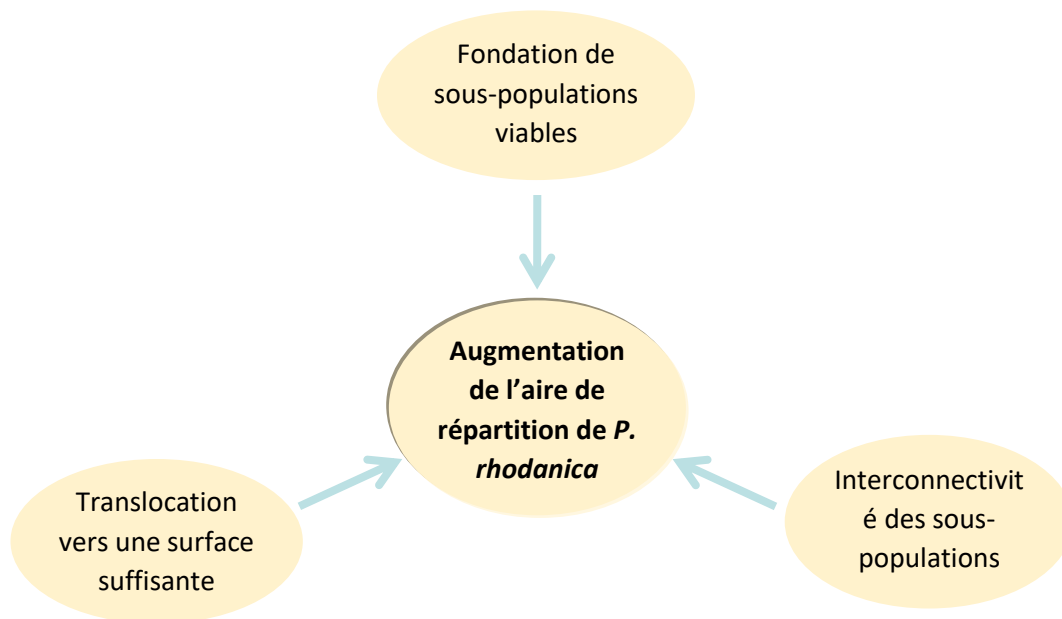 Fondation de
sous-populations
viables
Augmentation
de l’aire de
répartition de P.
rhodanica
Translocation
vers une surface
suffisante
Interconnectivit
é des sous-
populations